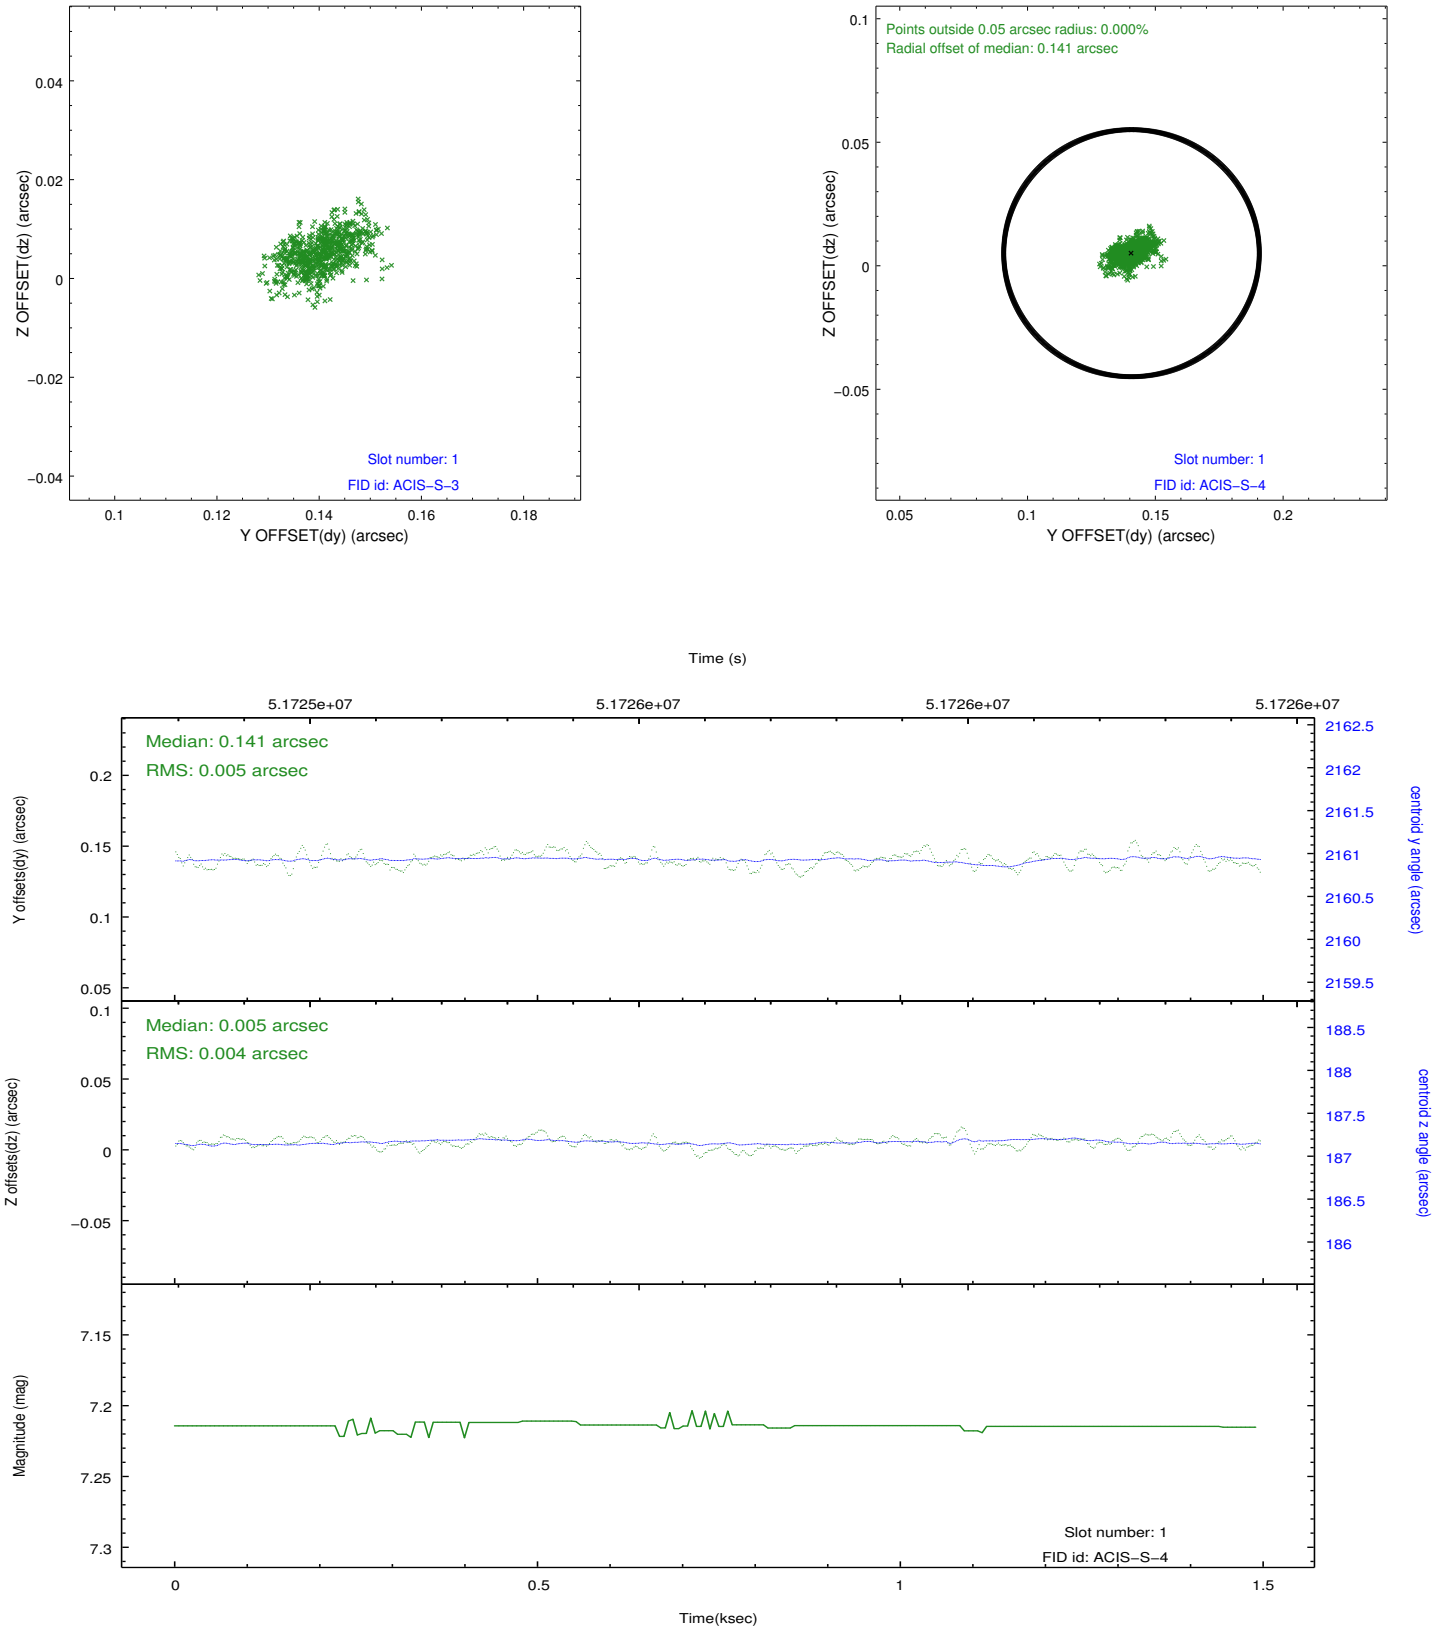 0.04
0.02
0
−0.02
−0.04
Z OFFSET(dz) (arcsec)
Slot number: 1
FID id: ACIS−S−3
0.1
0.12
0.14
0.16
0.18
Y OFFSET(dy) (arcsec)
Points outside 0.05 arcsec radius: 0.000%
Radial offset of median: 0.141 arcsec
0.1
0.05
0
−0.05
Z OFFSET(dz) (arcsec)
Slot number: 1
FID id: ACIS−S−4
0.05
0.1
0.15
0.2
Y OFFSET(dy) (arcsec)
Time (s)
5.1725e+07
5.1726e+07
5.1726e+07
5.1726e+07
Median: 0.141 arcsec
RMS: 0.005 arcsec
0.2
0.15
0.1
0.05
Y offsets(dy) (arcsec)
2162.5
2162
2161.5
2161
2160.5
2160
2159.5
centroid y angle (arcsec)
Median: 0.005 arcsec
RMS: 0.004 arcsec
0.1
0.05
0
−0.05
Z offsets(dz) (arcsec)
188.5
188
187.5
187
186.5
186
centroid z angle (arcsec)
7.15
7.2
7.25
7.3
Magnitude (mag)
Slot number: 1
FID id: ACIS−S−4
0
0.5
1
1.5
Time(ksec)